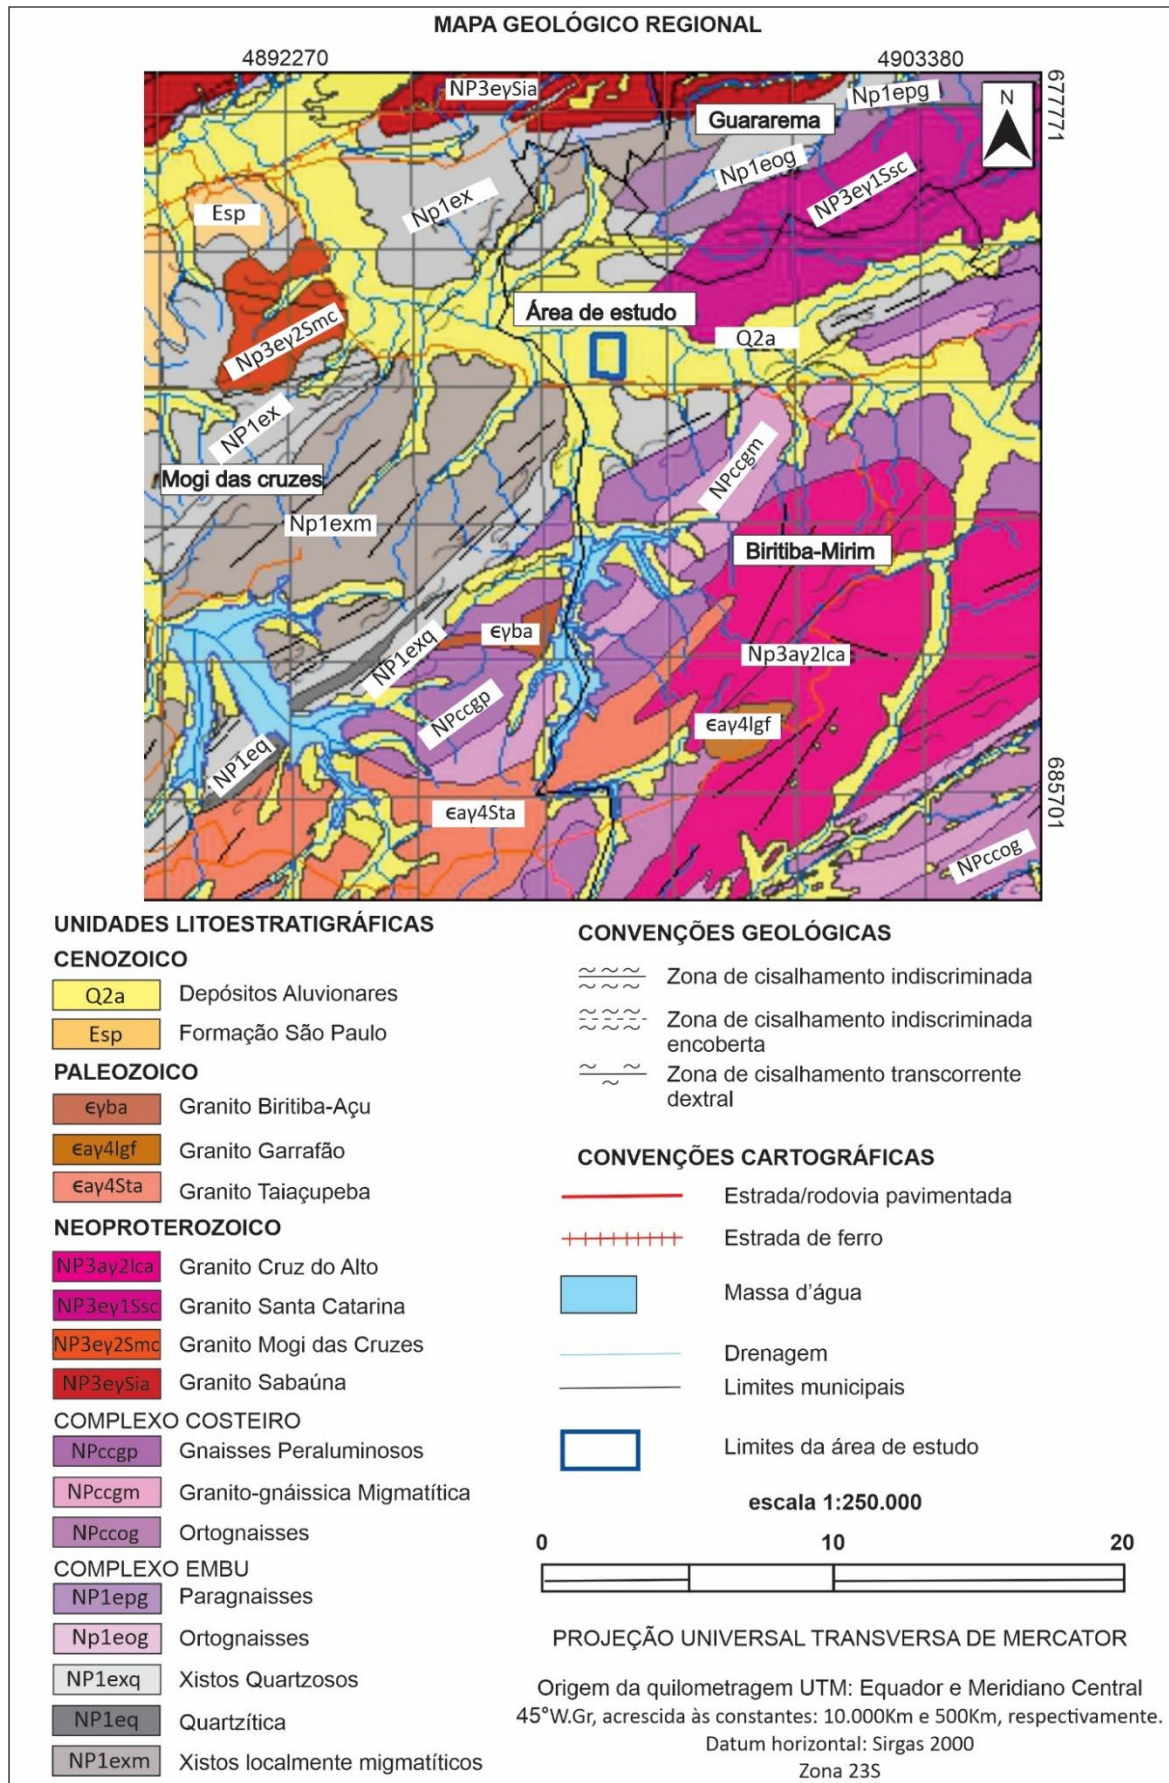 MAPA GEOLÓGICO REGIONAL
4892270
4903380
677771
NP3eγSia
Np1epg
N
Guararema
Np1eog
NP3eγ1Ssc
Np1ex
Esp
Área de estudo
Q2a
Np3eγ2Smc
NP1ex
Mogi das cruzes
NPccgm
Np1exm
Biritiba-Mirim
Єγba
NP1exq
Np3aγ2Ica
NPccgp
Єaγ4Igf
NP1eq
685701
Єaγ4Sta
NPccog
UNIDADES LITOESTRATIGRÁFICAS
CENOZOICO
Q2a Depósitos Aluvionares
Esp Formação São Paulo
PALEOZOICO
Єγba Granito Biritiba-Açu
Єaγ4Igf Granito Garrafão
Єaγ4Sta Granito Taiaçupeba
NEOPROTEROZOICO
NP3aγ2Ica Granito Cruz do Alto
NP3eγ1Ssc Granito Santa Catarina
NP3eγ2Smc Granito Mogi das Cruzes
NP3eγSia Granito Sabaúna
COMPLEXO COSTEIRO
NPccgp Gnaisses Peraluminosos
NPccgm Granito-gnáissica Migmatítica
NPccog Ortognaisses
COMPLEXO EMBU
NP1epg Paragnaisses
Np1eog Ortognaisses
NP1exq Xistos Quartzosos
NP1eq Quartzítica
NP1exm Xistos localmente migmatíticos
CONVENÇÕES GEOLÓGICAS
Zona de cisalhamento indiscriminada
Zona de cisalhamento indiscriminada
encoberta
Zona de cisalhamento transcorrente
dextral
CONVENÇÕES CARTOGRÁFICAS
Estrada/rodovia pavimentada
Estrada de ferro
Massa d'água
Drenagem
Limites municipais
Limites da área de estudo
escala 1:250.000
0 10 20
PROJEÇÃO UNIVERSAL TRANSVERSA DE MERCATOR
Origem da quilometragem UTM: Equador e Meridiano Central
45°W.Gr, acrescida às constantes: 10.000Km e 500Km, respectivamente.
Datum horizontal: Sirgas 2000
Zona 23S